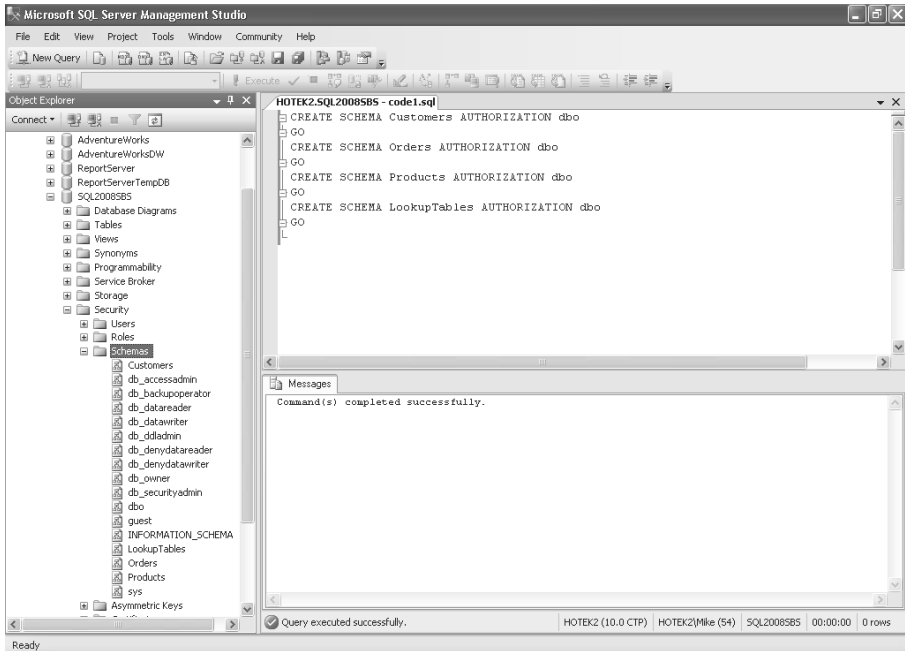 Microsoft SQL Server Management Studio
File Edit View Project Tools Window Community Help
New Query
Execute
Object Explorer
Connect
AdventureWorks
AdventureWorksDW
ReportServer
ReportServerTempDB
SQL2008SBS
Database Diagrams
Tables
Views
Synonyms
Programmability
Service Broker
Storage
Security
Users
Roles
Schemas
Customers
db_accessadmin
db_backupoperator
db_datareader
db_datawriter
db_ddladmin
db_denydatareader
db_denydatawriter
db_owner
db_securityadmin
dbo
guest
INFORMATION_SCHEMA
LookupTables
Orders
Products
sys
Asymmetric Keys
HOTEK2.SQL2008SBS - code1.sql
CREATE SCHEMA Customers AUTHORIZATION dbo
GO
CREATE SCHEMA Orders AUTHORIZATION dbo
GO
CREATE SCHEMA Products AUTHORIZATION dbo
GO
CREATE SCHEMA LookupTables AUTHORIZATION dbo
GO
Messages
Command(s) completed successfully.
Query executed successfully. HOTEK2 (10.0 CTP) HOTEK2\Mike (54) SQL2008SBS 00:00:00 0 rows
Ready